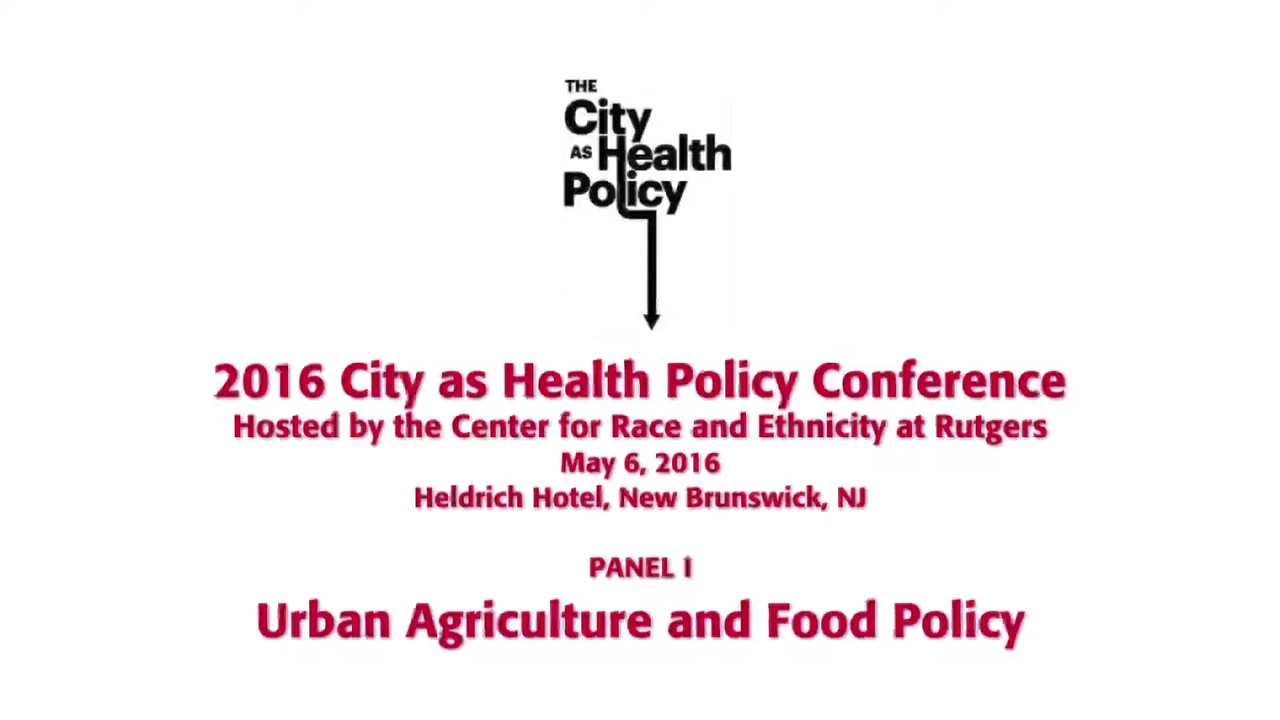 THE
City
AS Health
Policy
2016 City as Health Policy Conference
Hosted by the Center for Race and Ethnicity at Rutgers
May 6, 2016
Heldrich Hotel, New Brunswick, NJ
PANEL I
Urban Agriculture and Food Policy